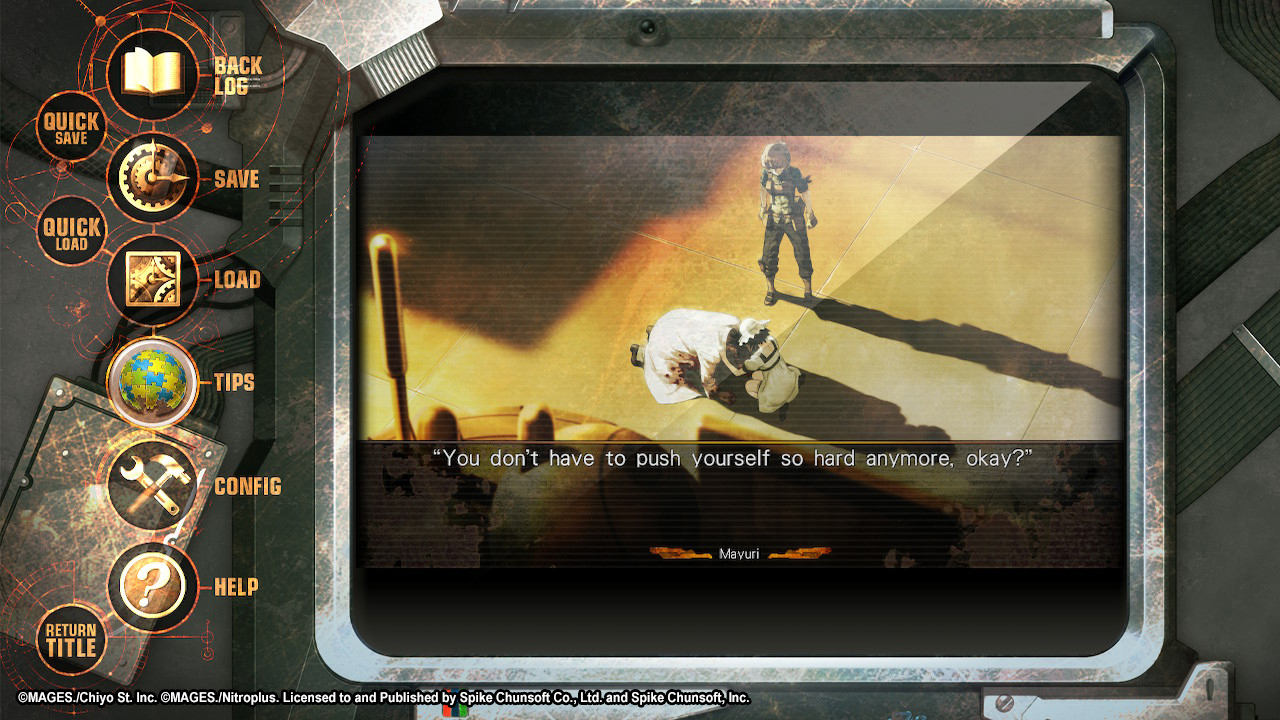 BACK
LOG
QUICK
SAVE
SAVE
QUICK
LOAD
LOAD
TIPS
CONFIG
HELP
RETURN
TITLE
“You don’t have to push yourself so hard anymore, okay?”
Mayuri
©MAGES./Chiyo St. Inc. ©MAGES./Nitroplus. Licensed to and Published by Spike Chunsoft Co., Ltd. and Spike Chunsoft, Inc.